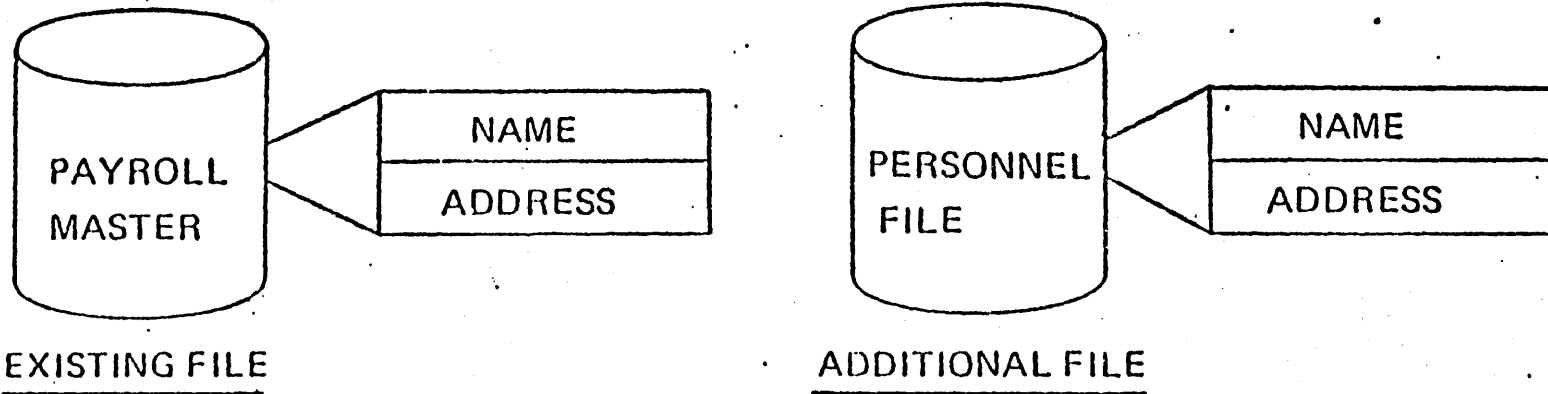 PAYROLL
MASTER
NAME
ADDRESS
EXISTING FILE
PERSONNEL
FILE
NAME
ADDRESS
ADDITIONAL FILE